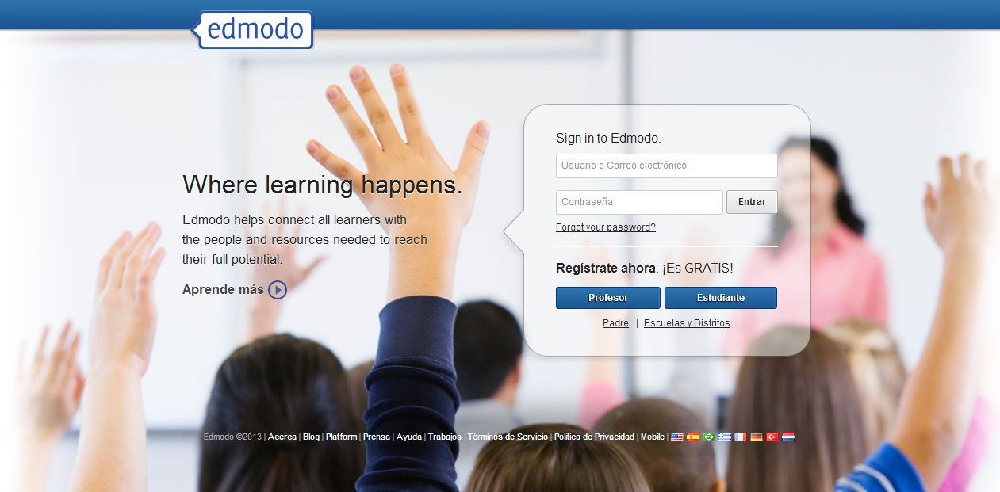 edmodo
Where learning happens.
Edmodo helps connect all learners with
the people and resources needed to reach
their full potential.
Aprende más
Sign in to Edmodo.
Usuario o Correo electrónico
Contraseña Entrar
Forgot your password?
Regístrate ahora. ¡Es GRATIS!
Profesor Estudiante
Padre | Escuelas y Distritos
Edmodo ©2013 | Acerca | Blog | Platform | Prensa | Ayuda | Trabajos | Términos de Servicio | Política de Privacidad | Mobile |